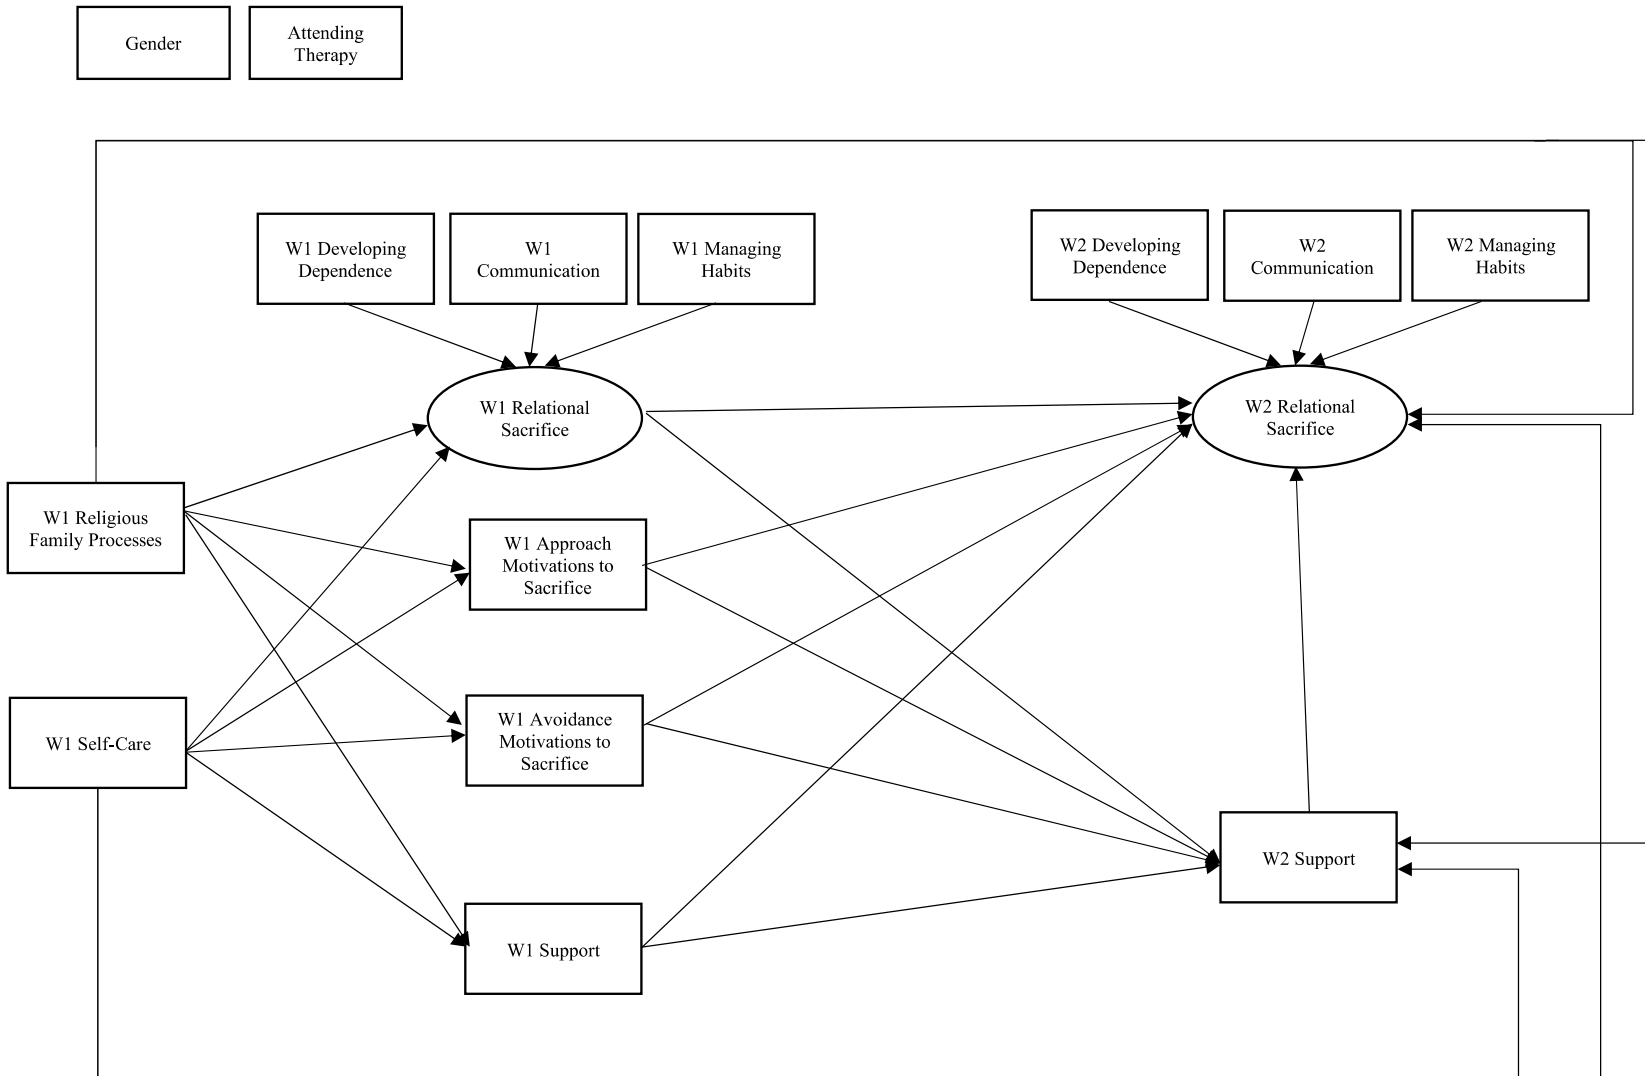 Gender
Attending
Therapy
W1 Developing
Dependence
W1
Communication
W1 Managing
Habits
W2 Developing
Dependence
W2
Communication
W2 Managing
Habits
W1 Relational
Sacrifice
W2 Relational
Sacrifice
W1 Religious
Family Processes
W1 Approach
Motivations to
Sacrifice
W1 Self-Care
W1 Avoidance
Motivations to
Sacrifice
W2 Support
W1 Support